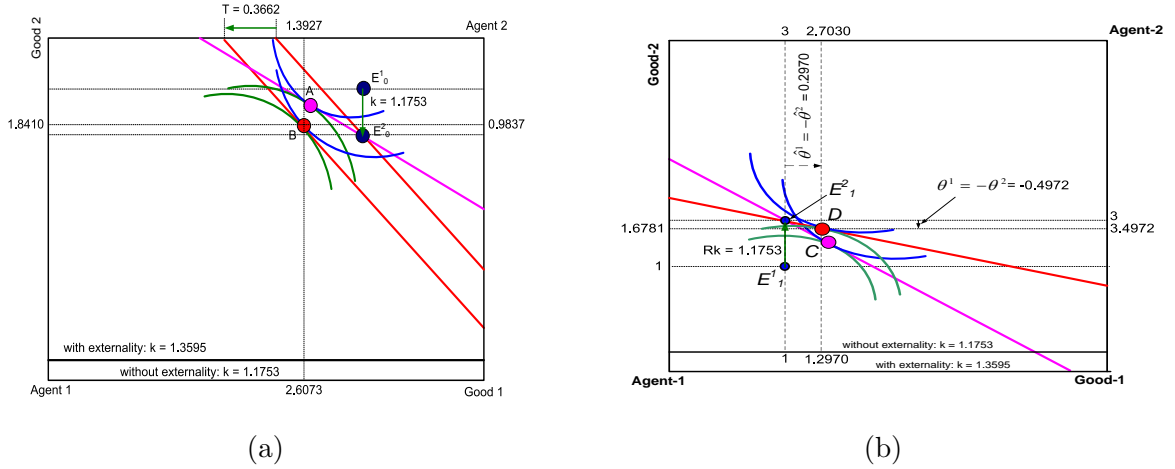 T = 0.3662
1.3927
Agent 2
Good 2
A
E¹₀
k = 1.1753
1.8410
B
E²₀
0.9837
with externality: k = 1.3595
without externality: k = 1.1753
Agent 1
2.6073
Good 1
(a)
3
2.7030
Agent-2
Good-2
θ̂¹ = −θ̂² = 0.2970
E²₁
θ¹ = −θ² = -0.4972
D
3
1.6781
3.4972
Rk = 1.1753
C
1
E¹₁
without externality: k = 1.1753
1
1.2970
with externality: k = 1.3595
Agent-1
Good-1
(b)